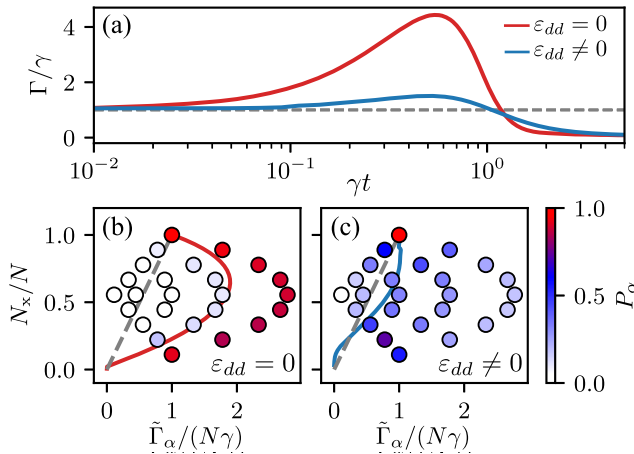 (a)
ε_dd = 0
ε_dd ≠ 0
Γ/γ
4
2
0
10⁻² 10⁻¹ 10⁰
γt
(b)
N_x/N
1.0
0.5
0.0
ε_dd = 0
0 1 2
Γ̃_α/(Nγ)
(c)
ε_dd ≠ 0
0 1 2
Γ̃_α/(Nγ)
1.0
0.5
0.0
P_α